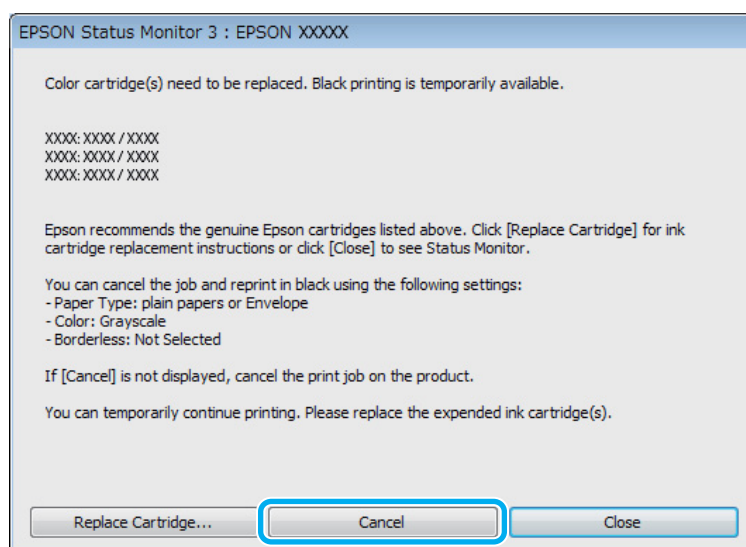 EPSON Status Monitor 3 : EPSON XXXXX
Color cartridge(s) need to be replaced. Black printing is temporarily available.
XXXX: XXXX / XXXX
XXXX: XXXX / XXXX
XXXX: XXXX / XXXX
Epson recommends the genuine Epson cartridges listed above. Click [Replace Cartridge] for ink
cartridge replacement instructions or click [Close] to see Status Monitor.
You can cancel the job and reprint in black using the following settings:
- Paper Type: plain papers or Envelope
- Color: Grayscale
- Borderless: Not Selected
If [Cancel] is not displayed, cancel the print job on the product.
You can temporarily continue printing. Please replace the expended ink cartridge(s).
Replace Cartridge... Cancel Close